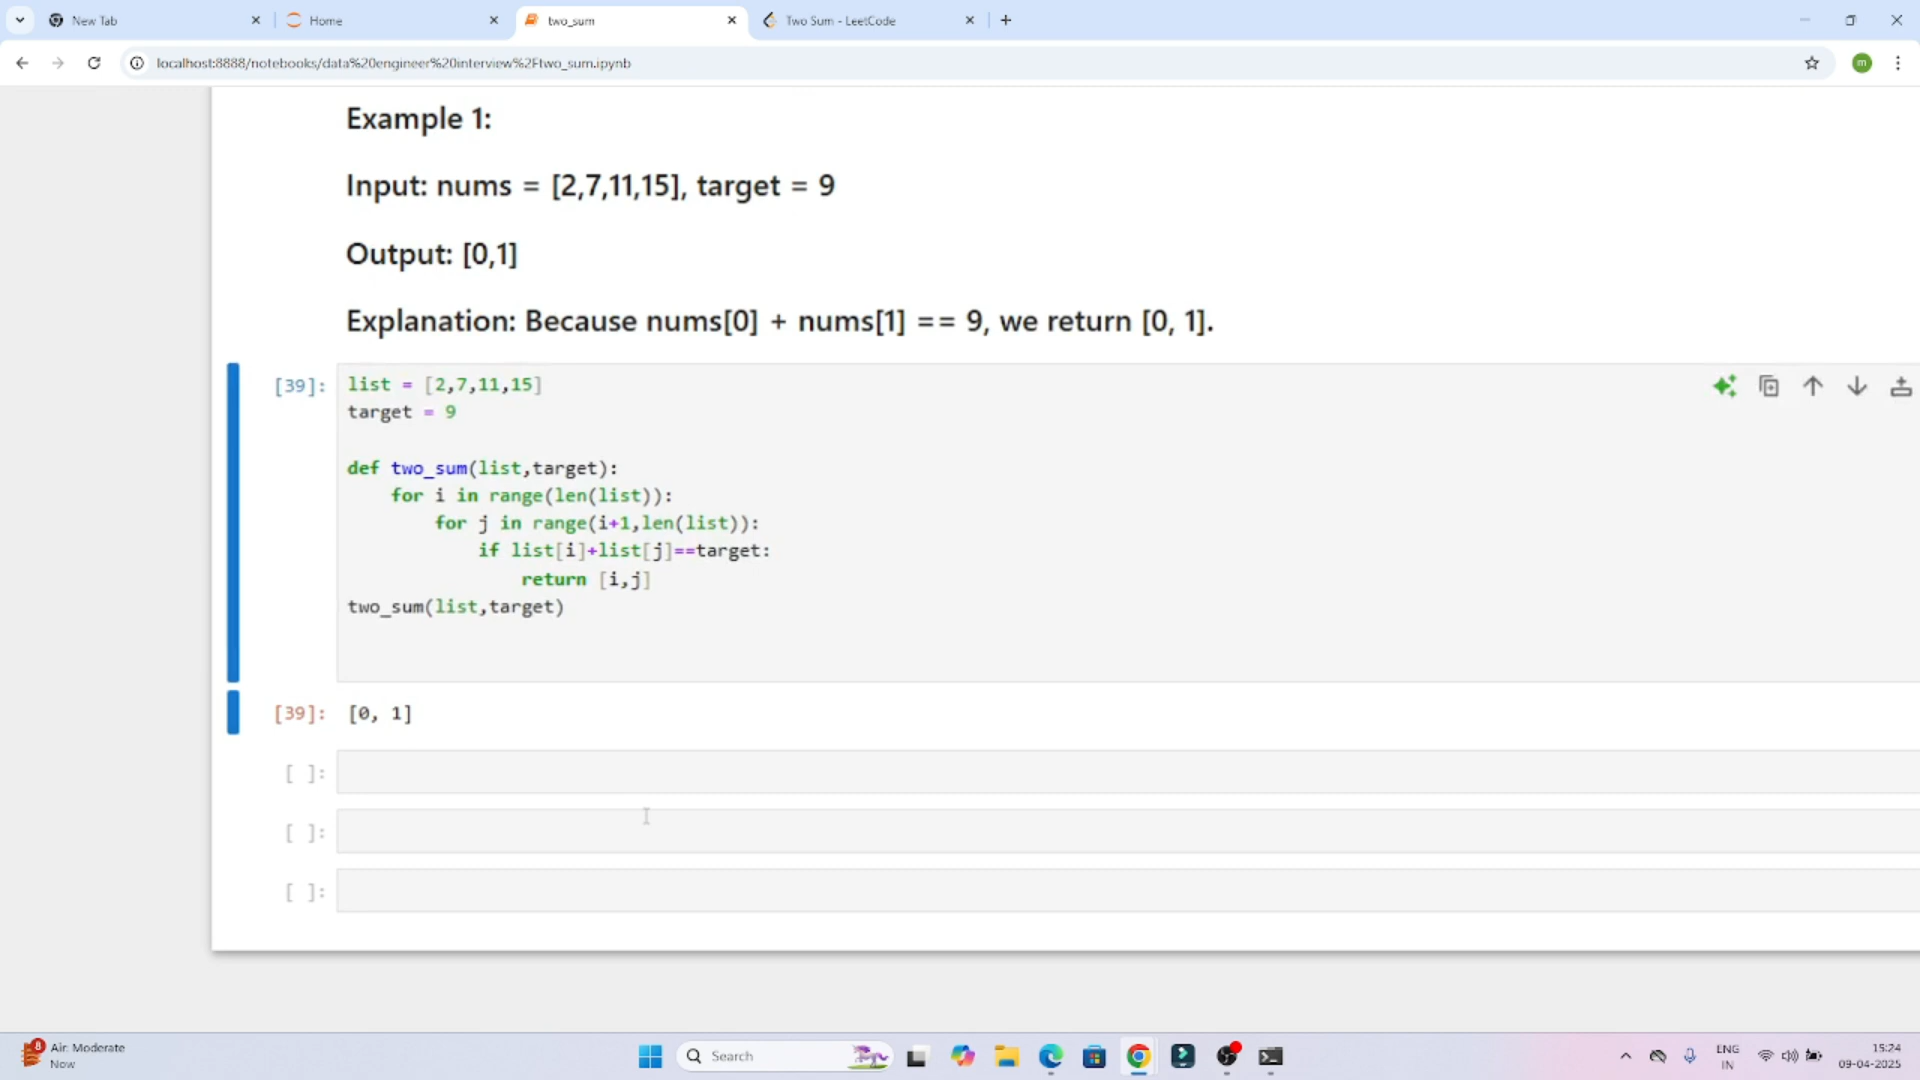 New Tab
Home
two_sum
Two Sum - LeetCode
localhost:8888/notebooks/data%20engineer%20interview%2Ftwo_sum.ipynb
m
Example 1:
Input: nums = [2,7,11,15], target = 9
Output: [0,1]
Explanation: Because nums[0] + nums[1] == 9, we return [0, 1].
[39]:
list = [2,7,11,15]
target = 9
def two_sum(list,target):
    for i in range(len(list)):
        for j in range(i+1,len(list)):
            if list[i]+list[j]==target:
                return [i,j]
two_sum(list,target)
[39]: [0, 1]
[ ]:
[ ]:
[ ]:
8
Air: Moderate
Now
Search
ENG
IN
15:24
09-04-2025